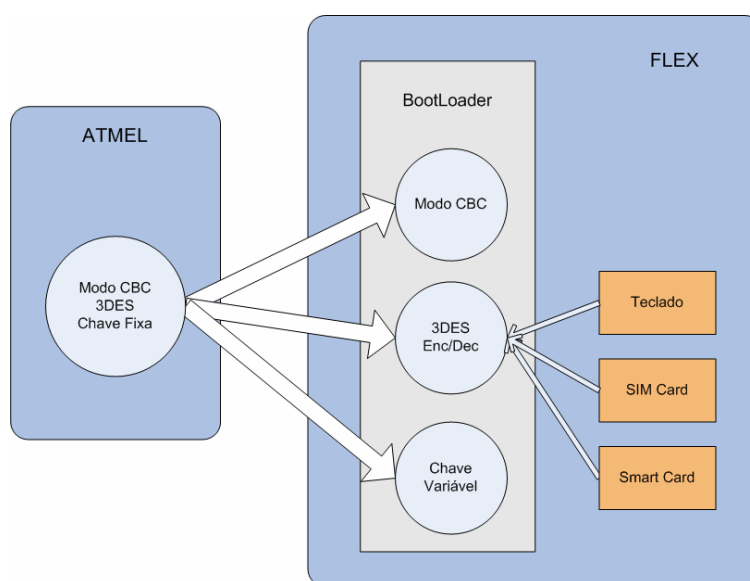 ATMEL
Modo CBC
3DES
Chave Fixa
FLEX
BootLoader
Modo CBC
3DES
Enc/Dec
Chave
Variável
Teclado
SIM Card
Smart Card